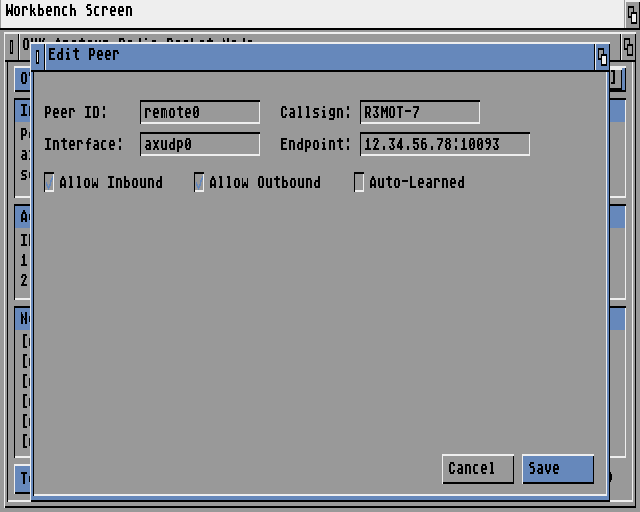 Workbench Screen
Edit Peer
Peer ID: remote0 Callsign: R3MOT-7
Interface: axudp0 Endpoint: 12.34.56.78:10093
Allow Inbound Allow Outbound Auto-Learned
Cancel Save